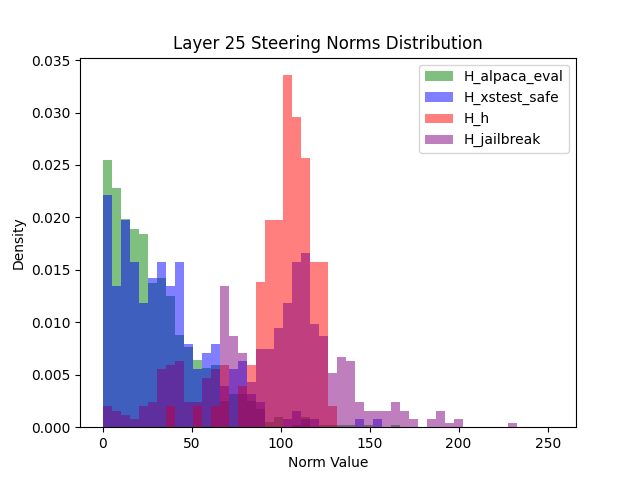 Layer 25 Steering Norms Distribution
H_alpaca_eval
H_xstest_safe
H_h
H_jailbreak
Density
0.035
0.030
0.025
0.020
0.015
0.010
0.005
0.000
0
50
100
150
200
250
Norm Value